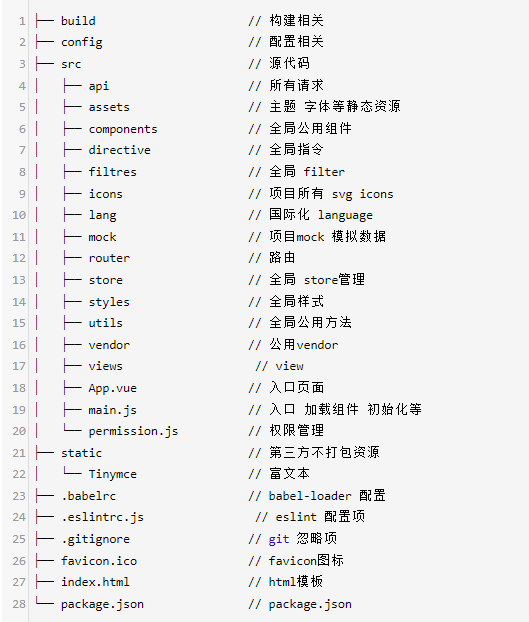 1 ├── build // 构建相关
2 ├── config // 配置相关
3 ├── src // 源代码
4 │   ├── api // 所有请求
5 │   ├── assets // 主题 字体等静态资源
6 │   ├── components // 全局公用组件
7 │   ├── directive // 全局指令
8 │   ├── filtres // 全局 filter
9 │   ├── icons // 项目所有 svg icons
10 │   ├── lang // 国际化 language
11 │   ├── mock // 项目mock 模拟数据
12 │   ├── router // 路由
13 │   ├── store // 全局 store管理
14 │   ├── styles // 全局样式
15 │   ├── utils // 全局公用方法
16 │   ├── vendor // 公用vendor
17 │   ├── views // view
18 │   ├── App.vue // 入口页面
19 │   ├── main.js // 入口 加载组件 初始化等
20 │   └── permission.js // 权限管理
21 ├── static // 第三方不打包资源
22 │   └── Tinymce // 富文本
23 ├── .babelrc // babel-loader 配置
24 ├── .eslintrc.js // eslint 配置项
25 ├── .gitignore // git 忽略项
26 ├── favicon.ico // favicon图标
27 ├── index.html // html模板
28 └── package.json // package.json